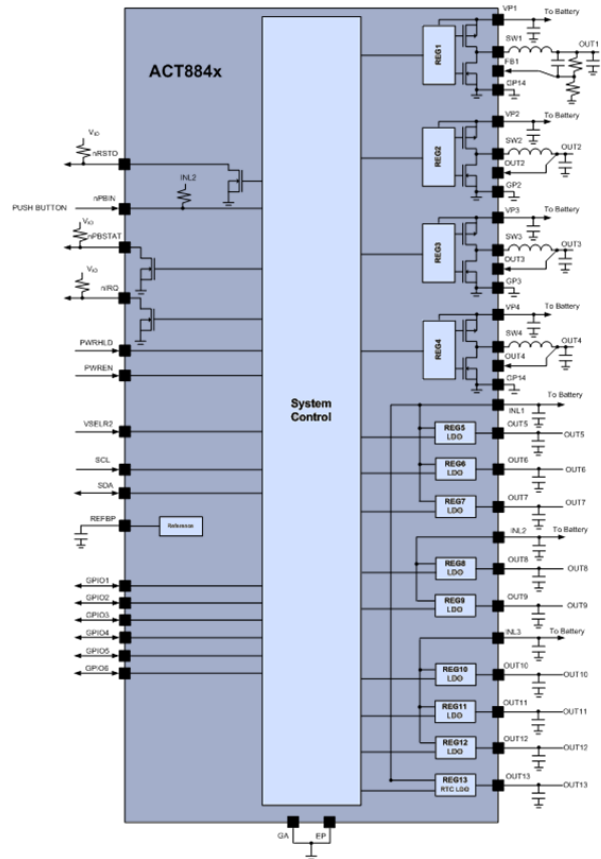 ACT884x
System
Control
VIO
nRSTO
INL2
nPBIN
PUSH BUTTON
VIO
nPBSTAT
VIO
nIRQ
PWRHLD
PWREN
VSELR2
SCL
SDA
REFBP
Reference
GPIO1
GPIO2
GPIO3
GPIO4
GPIO5
GPIO6
GA
EP
REG1
VP1
To Battery
SW1
OUT1
FB1
GP14
REG2
VP2
To Battery
SW2
OUT2
OUT2
GP2
REG3
VP3
To Battery
SW3
OUT3
OUT3
GP3
REG4
VP4
To Battery
SW4
OUT4
OUT4
GP14
INL1
To Battery
REG5
LDO
OUT5
OUT5
REG6
LDO
OUT6
OUT6
REG7
LDO
OUT7
OUT7
INL2
To Battery
REG8
LDO
OUT8
OUT8
REG9
LDO
OUT9
OUT9
INL3
To Battery
REG10
LDO
OUT10
OUT10
REG11
LDO
OUT11
OUT11
REG12
LDO
OUT12
OUT12
REG13
RTC LDO
OUT13
OUT13